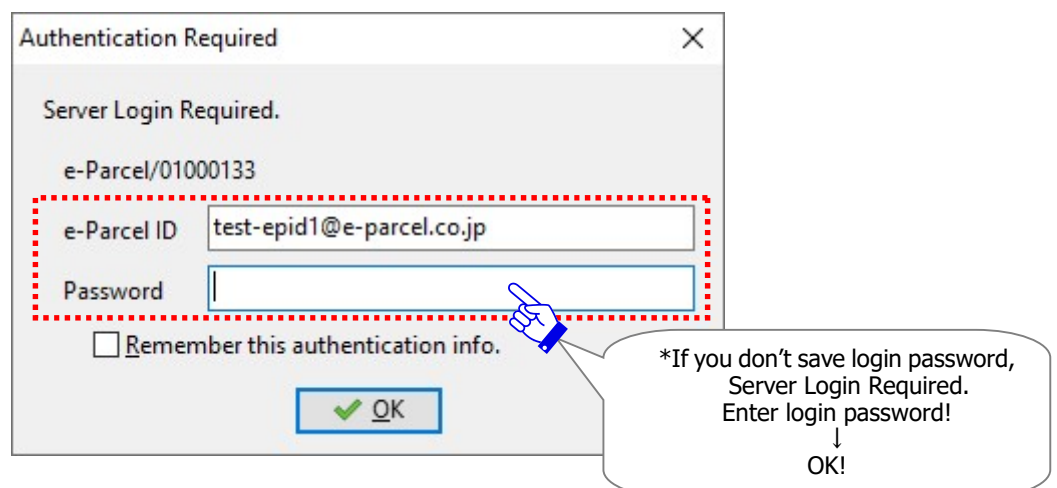 Authentication Required
Server Login Required.
e-Parcel/01000133
e-Parcel ID test-epid1@e-parcel.co.jp
Password
Remember this authentication info.
OK
*If you don’t save login password,
Server Login Required.
Enter login password!
↓
OK!